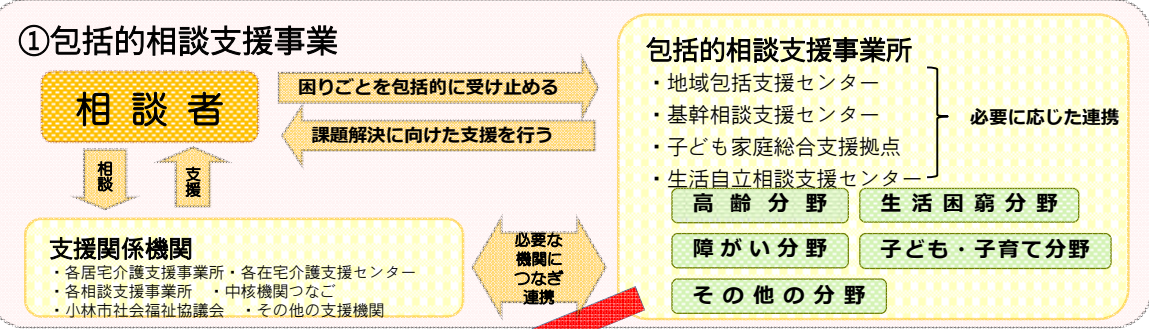 ①包括的相談支援事業
相談者
困りごとを包括的に受け止める
課題解決に向けた支援を行う
相談
支援
包括的相談支援事業所
・地域包括支援センター
・基幹相談支援センター
・子ども家庭総合支援拠点
・生活自立相談支援センター
必要に応じた連携
高齢分野
生活困窮分野
障がい分野
子ども・子育て分野
その他の分野
支援関係機関
・各居宅介護支援事業所・各在宅介護支援センター
・各相談支援事業所 ・中核機関つなご
・小林市社会福祉協議会 ・その他の支援機関
必要な
機関に
つなぎ
連携